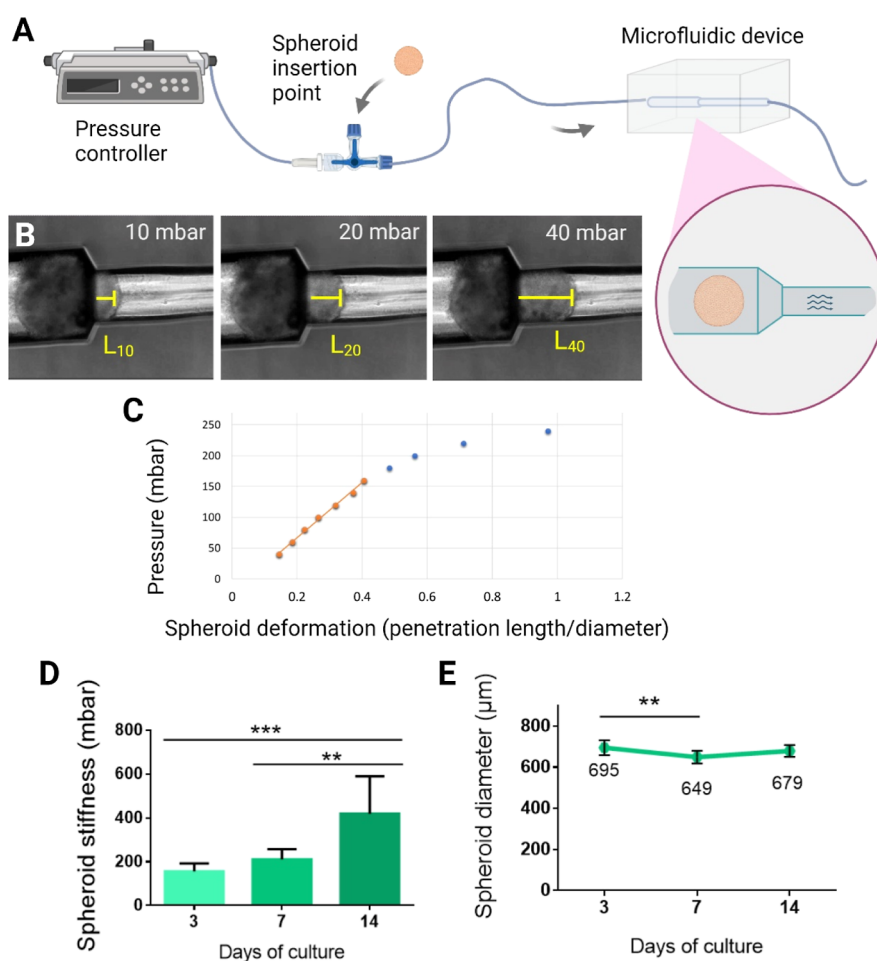 A
Spheroid
insertion
point
Microfluidic device
Pressure
controller
B
10 mbar
20 mbar
40 mbar
L10
L20
L40
C
Pressure (mbar)
250
200
150
100
50
0
0 0.2 0.4 0.6 0.8 1 1.2
Spheroid deformation (penetration length/diameter)
D
Spheroid stiffness (mbar)
800
600
400
200
0
***
**
3 7 14
Days of culture
E
Spheroid diameter (µm)
800
600
400
200
0
**
695
649
679
3 7 14
Days of culture